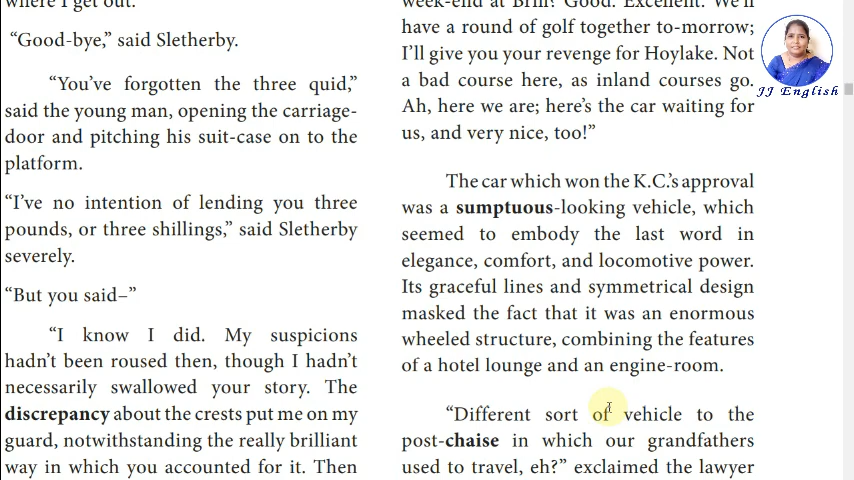 where I get out.
"Good-bye," said Sletherby.
"You've forgotten the three quid,"
said the young man, opening the carriage-
door and pitching his suit-case on to the
platform.
"I've no intention of lending you three
pounds, or three shillings," said Sletherby
severely.
"But you said–"
"I know I did. My suspicions
hadn't been roused then, though I hadn't
necessarily swallowed your story. The
discrepancy about the crests put me on my
guard, notwithstanding the really brilliant
way in which you accounted for it. Then
week-end at Brill? Good. Excellent. We'll
have a round of golf together to-morrow;
I'll give you your revenge for Hoylake. Not
a bad course here, as inland courses go.
Ah, here we are; here's the car waiting for
us, and very nice, too!"
The car which won the K.C.'s approval
was a sumptuous-looking vehicle, which
seemed to embody the last word in
elegance, comfort, and locomotive power.
Its graceful lines and symmetrical design
masked the fact that it was an enormous
wheeled structure, combining the features
of a hotel lounge and an engine-room.
"Different sort of vehicle to the
post-chaise in which our grandfathers
used to travel, eh?" exclaimed the lawyer
JJ English